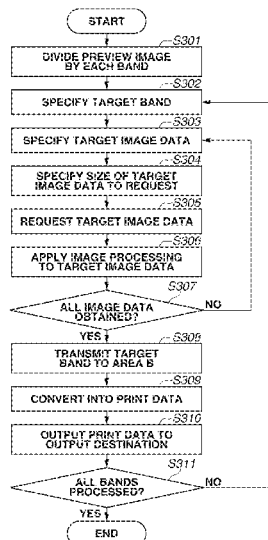 START
S301
DIVIDE PREVIEW IMAGE
BY EACH BAND
S302
SPECIFY TARGET BAND
S303
SPECIFY TARGET IMAGE DATA
S304
SPECIFY SIZE OF TARGET
IMAGE DATA TO REQUEST
S305
REQUEST TARGET IMAGE DATA
S306
APPLY IMAGE PROCESSING
TO TARGET IMAGE DATA
S307
ALL IMAGE DATA
OBTAINED?
NO
YES
S308
TRANSMIT TARGET
BAND TO AREA B
S309
CONVERT INTO PRINT DATA
S310
OUTPUT PRINT DATA TO
OUTPUT DESTINATION
S311
ALL BANDS
PROCESSED?
NO
YES
END